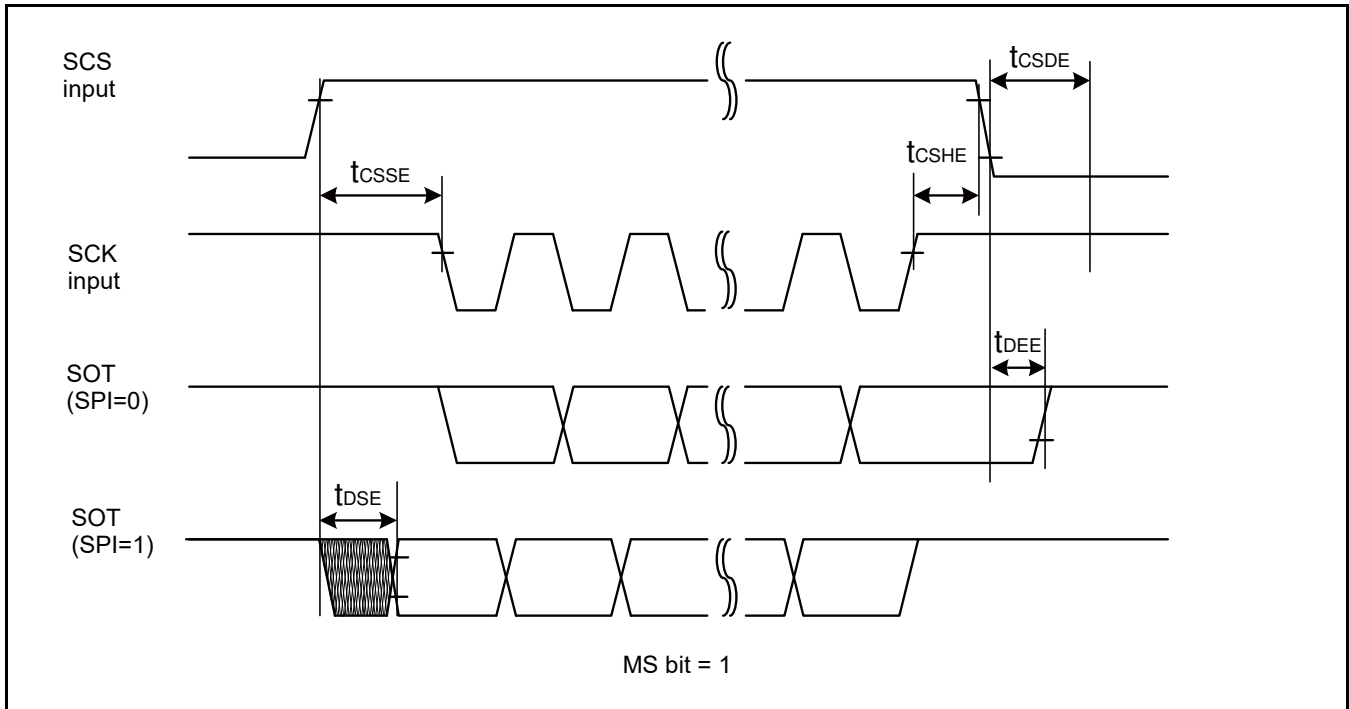 SCS
input
tCSDE
tCSHE
tCSSE
SCK
input
tDEE
SOT
(SPI=0)
tDSE
SOT
(SPI=1)
MS bit = 1